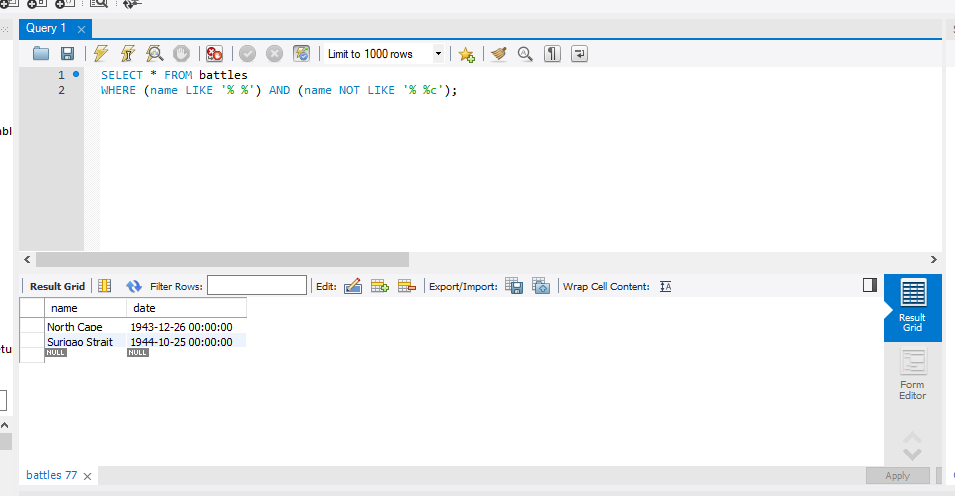 Query 1
Limit to 1000 rows
abl
1 SELECT * FROM battles
2 WHERE (name LIKE '% %') AND (name NOT LIKE '% %c');
Result Grid Filter Rows: Edit: Export/Import: Wrap Cell Content:
name date
North Cape 1943-12-26 00:00:00
Surigao Strait 1944-10-25 00:00:00
NULL NULL
etu
Result
Grid
Form
Editor
battles 77
Apply